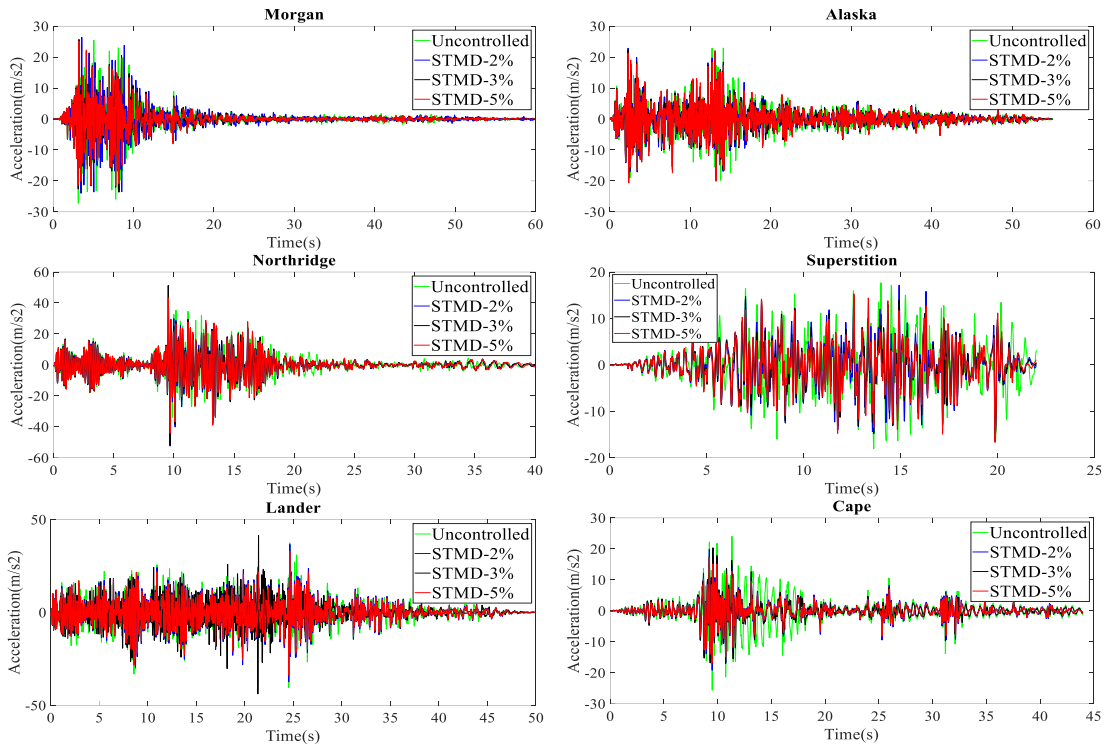 Morgan
Acceleration(m/s2)
30
20
10
0
-10
-20
-30
0 10 20 30 40 50 60
Time(s)
Uncontrolled
STMD-2%
STMD-3%
STMD-5%
Alaska
Acceleration(m/s2)
30
20
10
0
-10
-20
-30
0 10 20 30 40 50 60
Time(s)
Uncontrolled
STMD-2%
STMD-3%
STMD-5%
Northridge
Acceleration(m/s2)
60
40
20
0
-20
-40
-60
0 5 10 15 20 25 30 35 40
Time(s)
Uncontrolled
STMD-2%
STMD-3%
STMD-5%
Superstition
Acceleration(m/s2)
20
10
0
-10
-20
0 5 10 15 20 25
Time(s)
Uncontrolled
STMD-2%
STMD-3%
STMD-5%
Lander
Acceleration(m/s2)
50
0
-50
0 5 10 15 20 25 30 35 40 45 50
Time(s)
Uncontrolled
STMD-2%
STMD-3%
STMD-5%
Cape
Acceleration(m/s2)
30
20
10
0
-10
-20
-30
0 5 10 15 20 25 30 35 40 45
Time(s)
Uncontrolled
STMD-2%
STMD-3%
STMD-5%